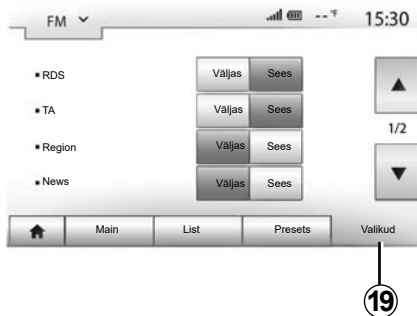 FM -- °F 15:30
RDS Väljas Sees
TA Väljas Sees
1/2
Region Väljas Sees
News Väljas Sees
Main List Presets Valikud
19